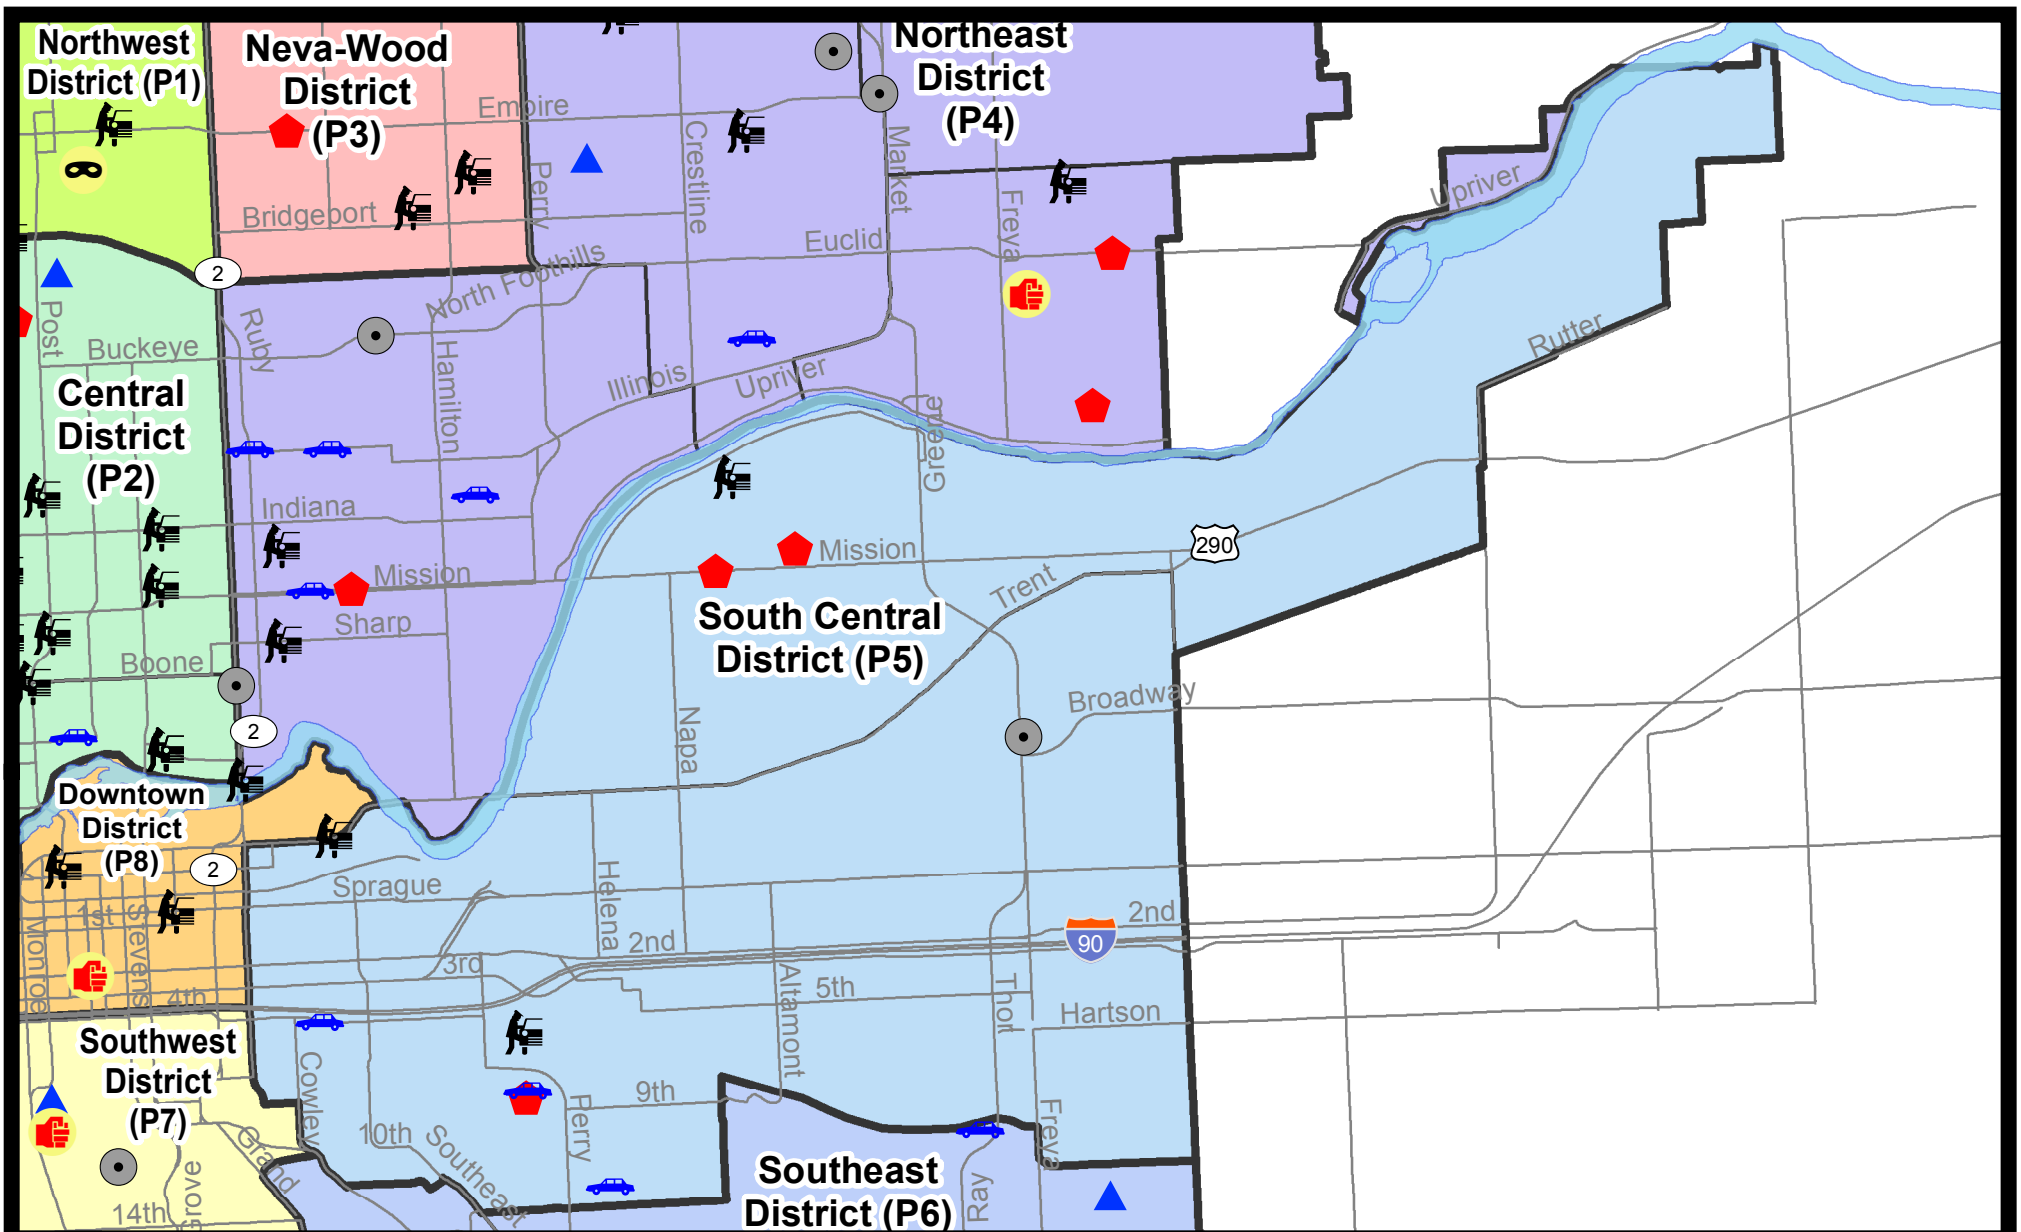 Northwest
District (P1)
Neva-Wood
District
(P3)
Northeast
District
(P4)
Empire
Crestline
Market
Perry
Freya
Bridgeport
Upriver
Euclid
North Foothills
2
Post
Ruby
Buckeye
Hamilton
Illinois
Upriver
Rutter
Central
District
(P2)
Greene
Indiana
290
Mission
Mission
Trent
Sharp
South Central
District (P5)
Boone
Broadway
2
Napa
Downtown
District
(P8)
2
Sprague
Helena
1st
Stevens
Monroe
2nd
2nd
90
3rd
4th
Altamont
5th
Thor
Hartson
Southwest
District
(P7)
Cowley
9th
Perry
Freya
10th
Southeast
Grand
Grove
14th
Southeast
District (P6)
Ray